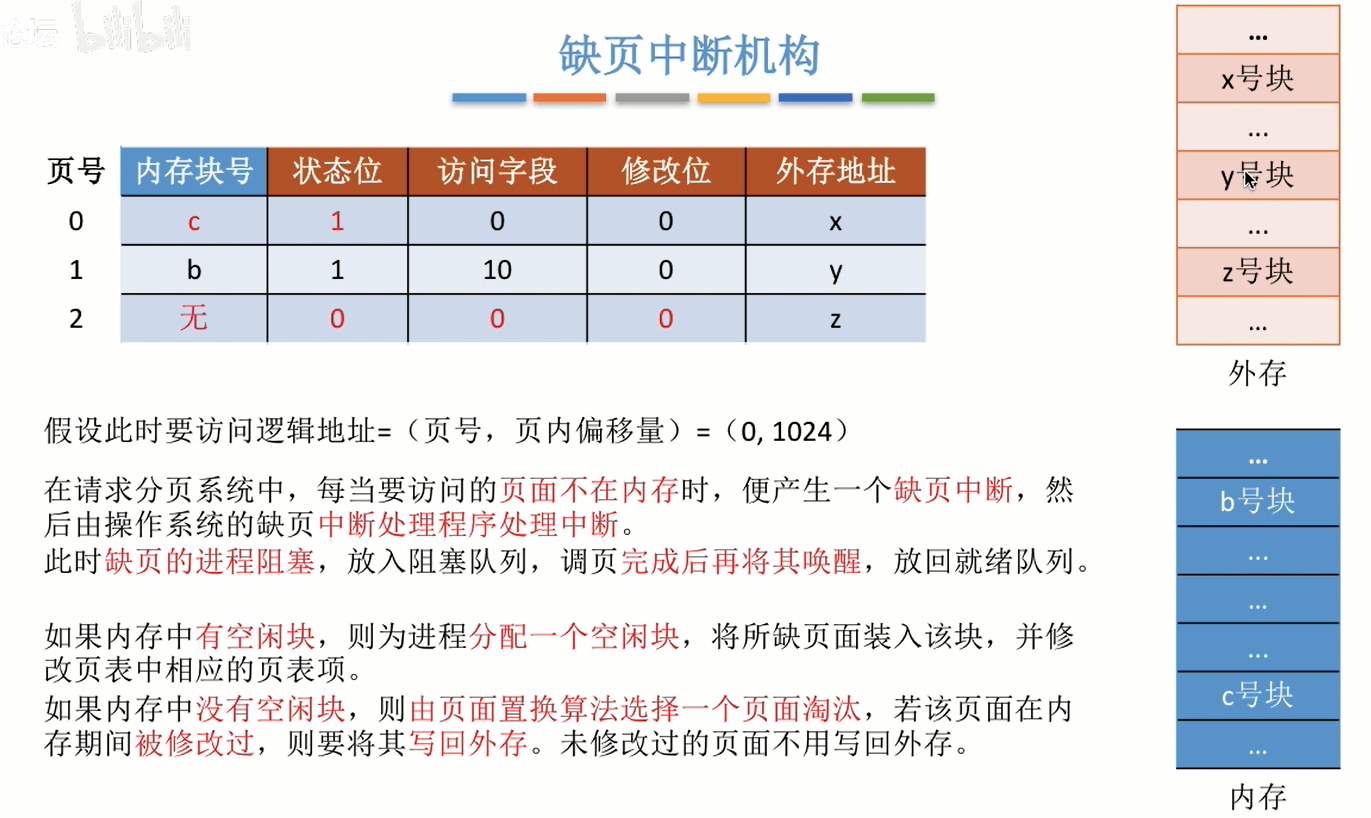 论坛 bilibili
缺页中断机构
页号 内存块号 状态位 访问字段 修改位 外存地址
0 c 1 0 0 x
1 b 1 10 0 y
2 无 0 0 0 z
假设此时要访问逻辑地址=（页号，页内偏移量）=（0, 1024）
在请求分页系统中，每当要访问的页面不在内存时，便产生一个缺页中断，然
后由操作系统的缺页中断处理程序处理中断。
此时缺页的进程阻塞，放入阻塞队列，调页完成后再将其唤醒，放回就绪队列。
如果内存中有空闲块，则为进程分配一个空闲块，将所缺页面装入该块，并修
改页表中相应的页表项。
如果内存中没有空闲块，则由页面置换算法选择一个页面淘汰，若该页面在内
存期间被修改过，则要将其写回外存。未修改过的页面不用写回外存。
...
x号块
...
y号块
...
z号块
...
外存
...
b号块
...
...
...
c号块
...
内存